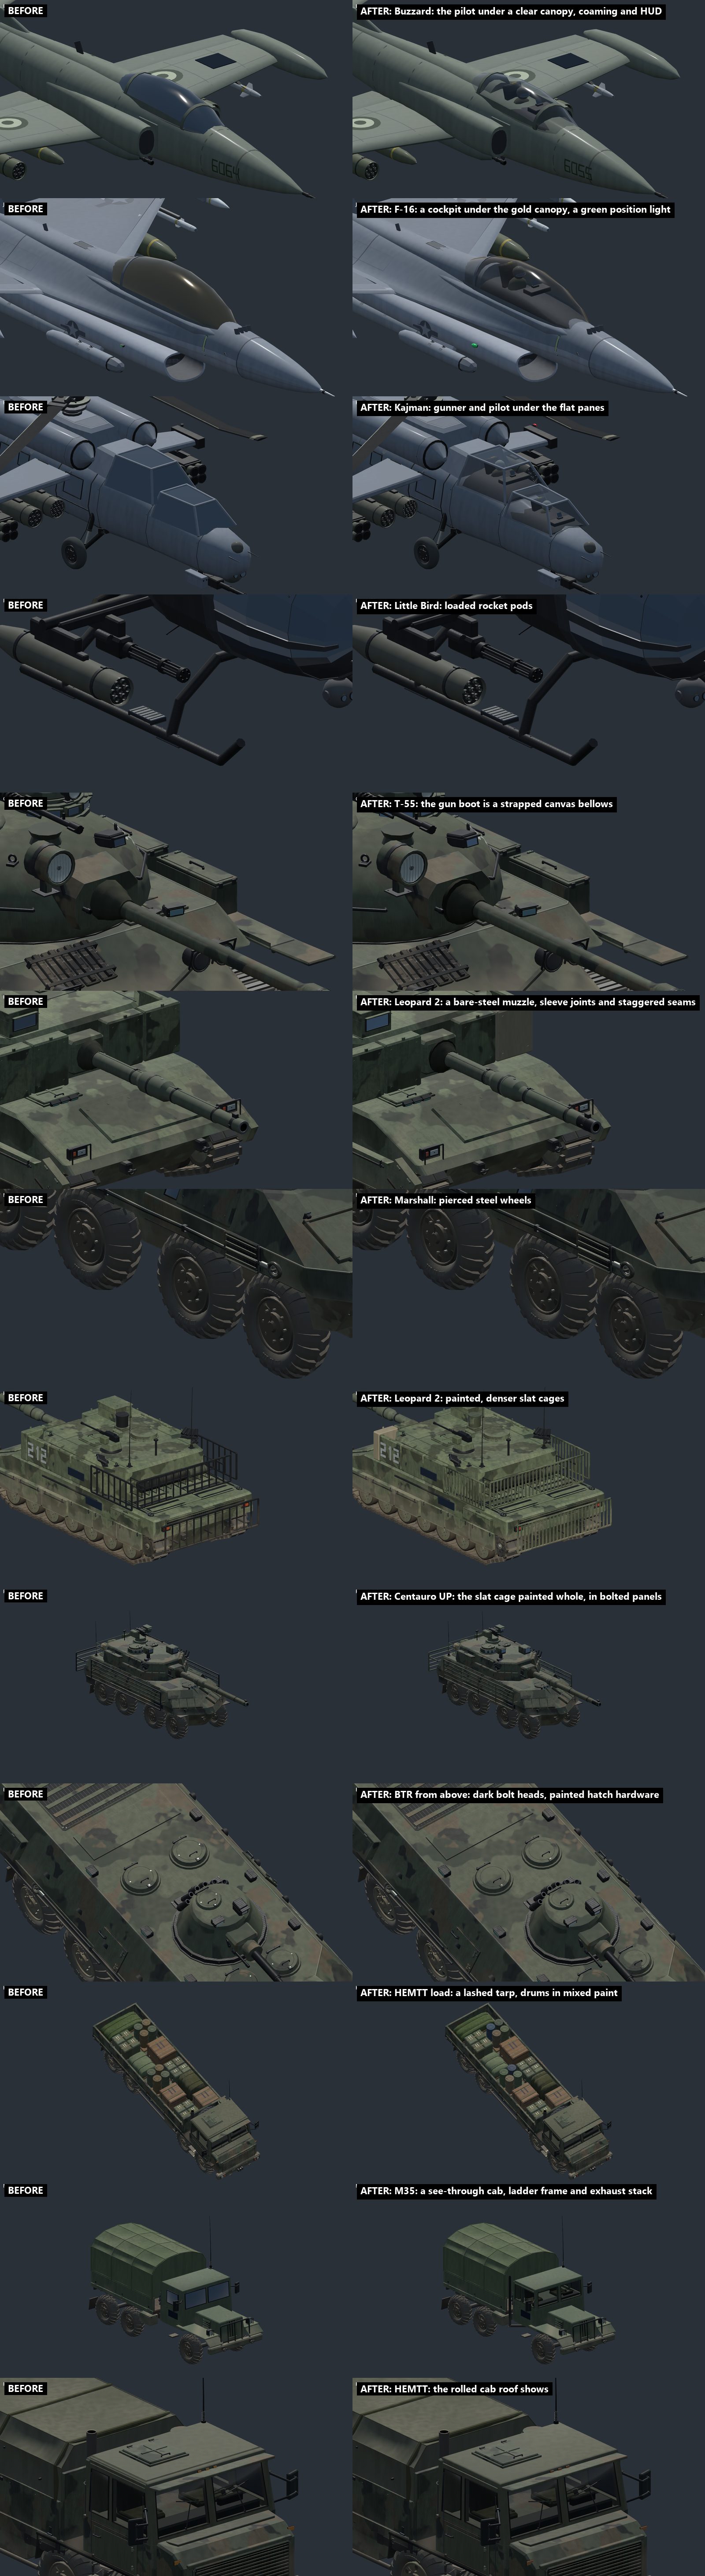 BEFORE
AFTER: Buzzard: the pilot under a clear canopy, coaming and HUD
6064
6055
BEFORE
AFTER: F-16: a cockpit under the gold canopy, a green position light
BEFORE
AFTER: Kajman: gunner and pilot under the flat panes
BEFORE
AFTER: Little Bird: loaded rocket pods
BEFORE
AFTER: T-55: the gun boot is a strapped canvas bellows
BEFORE
AFTER: Leopard 2: a bare-steel muzzle, sleeve joints and staggered seams
BEFORE
AFTER: Marshall: pierced steel wheels
BEFORE
AFTER: Leopard 2: painted, denser slat cages
212
212
BEFORE
AFTER: Centauro UP: the slat cage painted whole, in bolted panels
BEFORE
AFTER: BTR from above: dark bolt heads, painted hatch hardware
BEFORE
AFTER: HEMTT load: a lashed tarp, drums in mixed paint
BEFORE
AFTER: M35: a see-through cab, ladder frame and exhaust stack
BEFORE
AFTER: HEMTT: the rolled cab roof shows